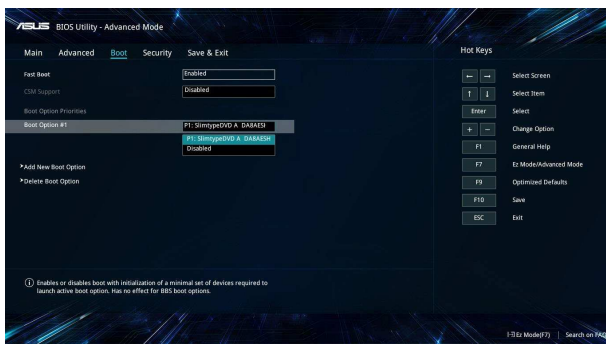 ASUS BIOS Utility - Advanced Mode
Main Advanced Boot Security Save & Exit
Fast Boot Enabled
CSM Support Disabled
Boot Option Priorities
Boot Option #1 P1: SlimtypeDVD A DA8AESH
P1: SlimtypeDVD A DA8AESH
Disabled
>Add New Boot Option
>Delete Boot Option
i Enables or disables boot with initialization of a minimal set of devices required to
launch active boot option. Has no effect for BBS boot options.
Hot Keys
← → Select Screen
↑ ↓ Select Item
Enter Select
+ − Change Option
F1 General Help
F7 Ez Mode/Advanced Mode
F9 Optimized Defaults
F10 Save
ESC Exit
Ez Mode(F7) | Search on FAQ